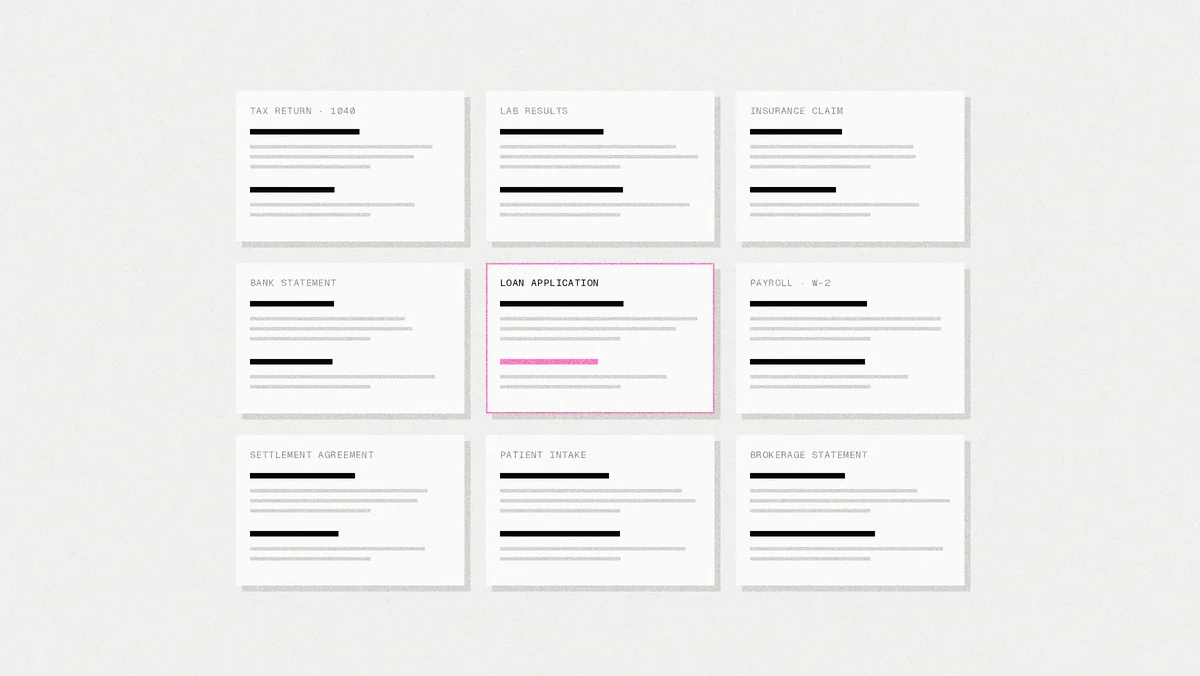 TAX RETURN · 1040
LAB RESULTS
INSURANCE CLAIM
BANK STATEMENT
LOAN APPLICATION
PAYROLL · W-2
SETTLEMENT AGREEMENT
PATIENT INTAKE
BROKERAGE STATEMENT